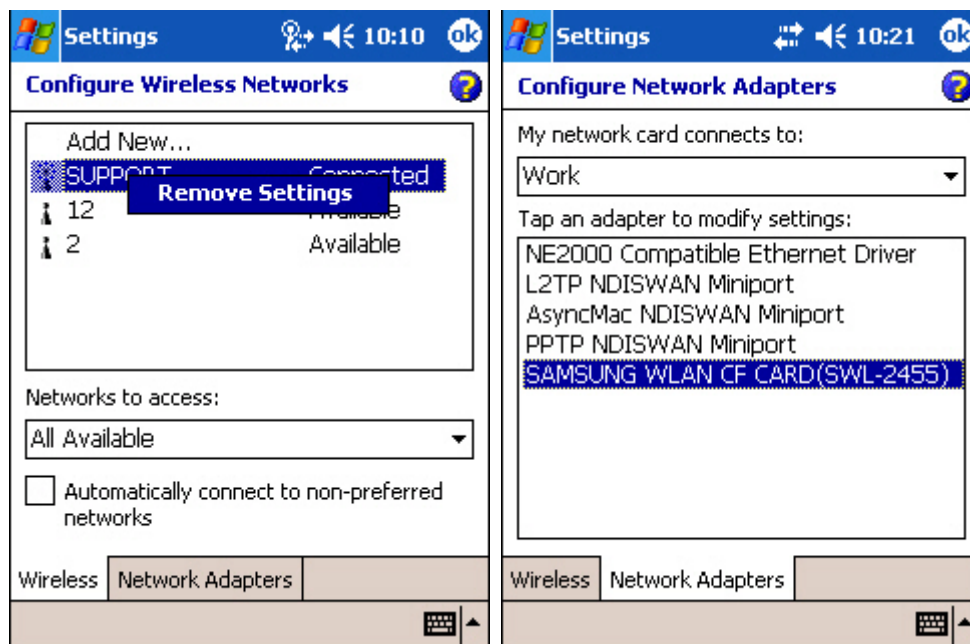 Settings 10:10 ok
Configure Wireless Networks ?
Add New...
SUPPORT Connected
Remove Settings
12 Available
2 Available
Networks to access:
All Available
Automatically connect to non-preferred
networks
Wireless Network Adapters
Settings 10:21 ok
Configure Network Adapters ?
My network card connects to:
Work
Tap an adapter to modify settings:
NE2000 Compatible Ethernet Driver
L2TP NDISWAN Miniport
AsyncMac NDISWAN Miniport
PPTP NDISWAN Miniport
SAMSUNG WLAN CF CARD(SWL-2455)
Wireless Network Adapters